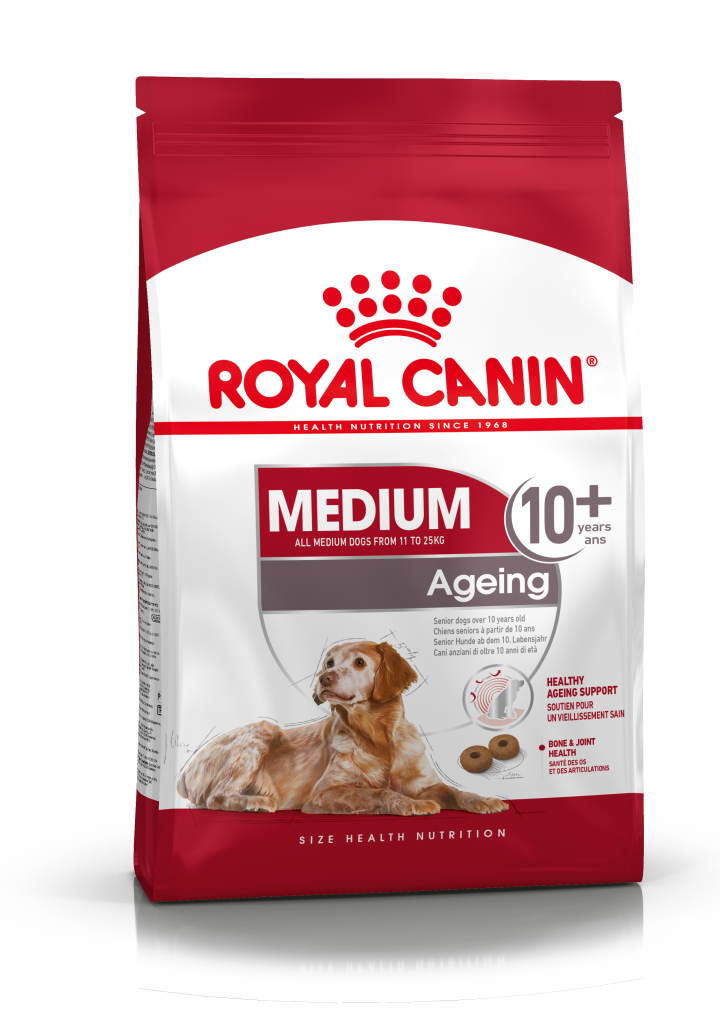 ROYAL CANIN®
HEALTH NUTRITION SINCE 1968
MEDIUM
ALL MEDIUM DOGS FROM 11 TO 25KG
10+
years
ans
Ageing
Senior dogs over 10 years old
Chiens seniors à partir de 10 ans
Senior Hunde ab dem 10. Lebensjahr
Cani anziani di oltre 10 anni di età
HEALTHY
AGEING SUPPORT
SOUTIEN POUR
UN VIEILLISSEMENT SAIN
BONE & JOINT
HEALTH
SANTÉ DES OS
ET DES ARTICULATIONS
SIZE HEALTH NUTRITION